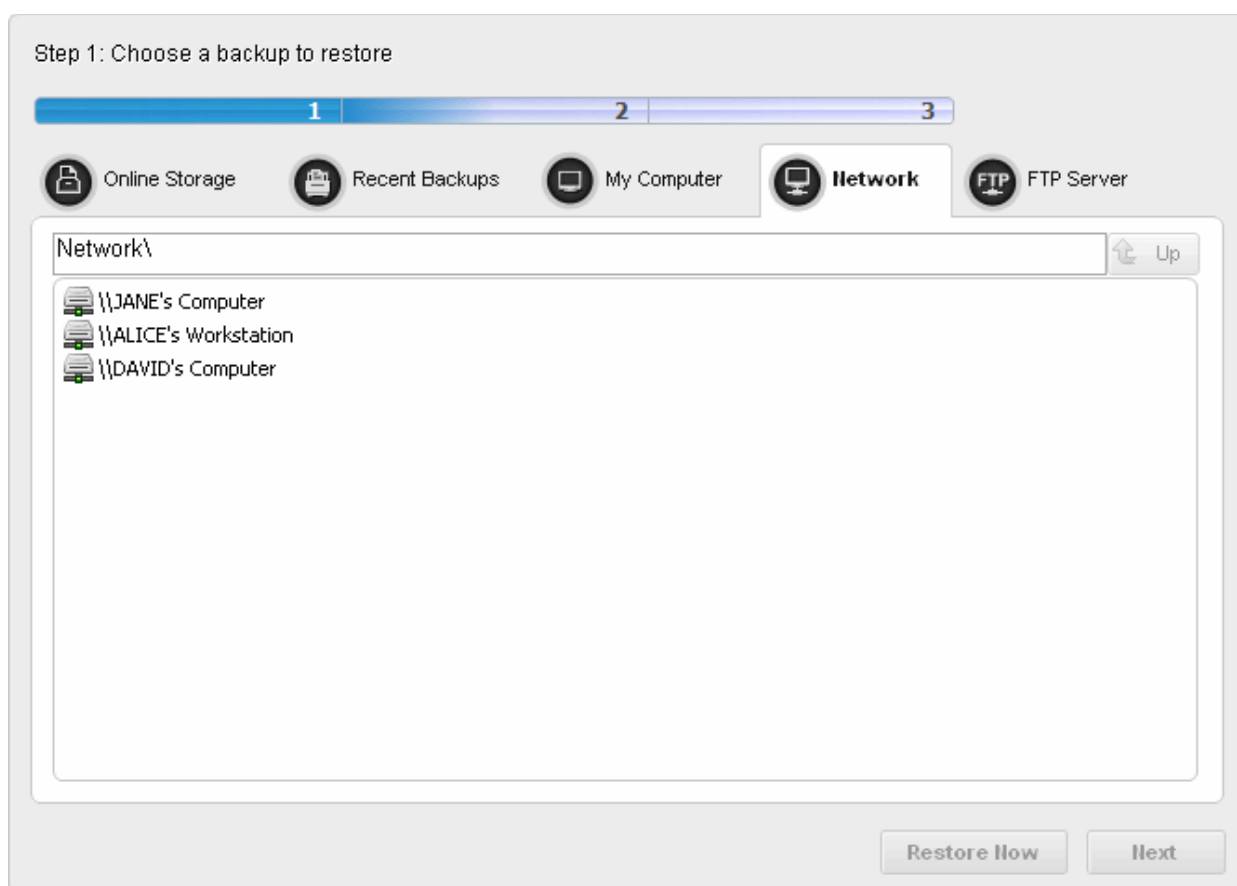 Step 1: Choose a backup to restore
1 2 3
Online Storage Recent Backups My Computer Network FTP FTP Server
Network\ Up
\\JANE's Computer
\\ALICE's Workstation
\\DAVID's Computer
Restore Now Next